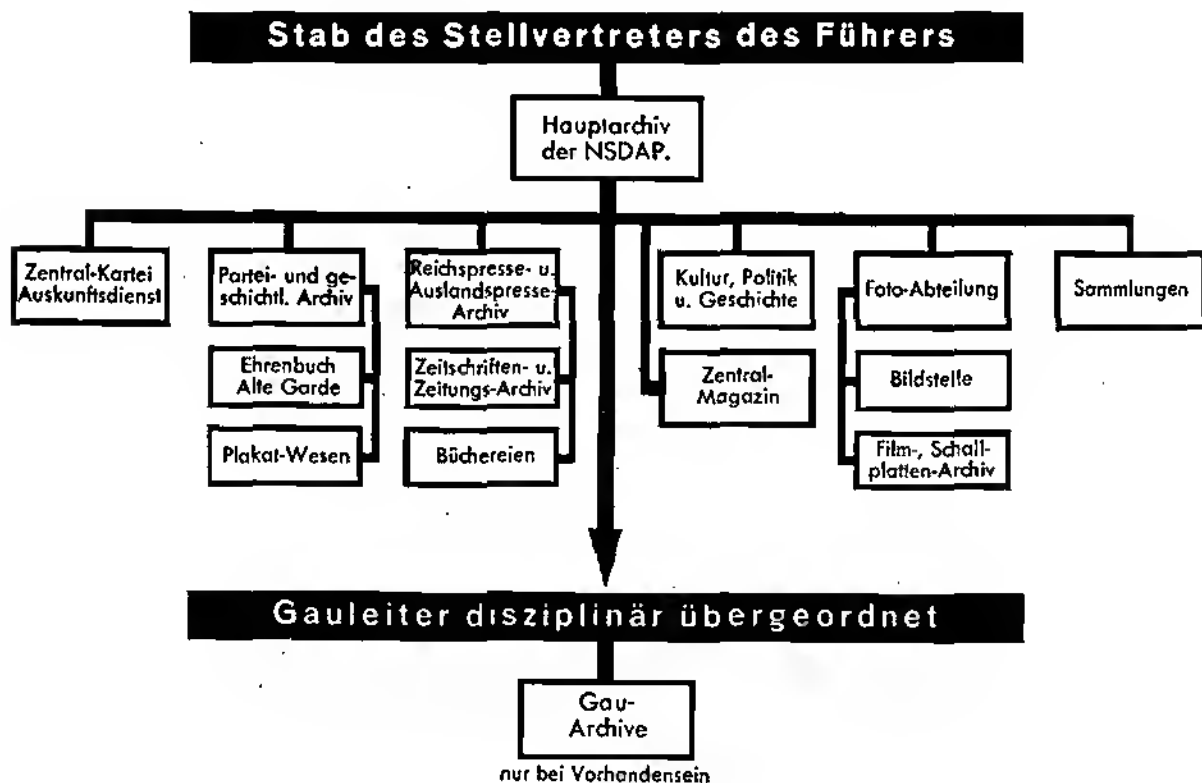 Stab des Stellvertreters des Führers
Hauptarchiv
der NSDAP.
Zentral-Kartei
Auskunftsdienst
Partei- und ge-
schichtl. Archiv
Reichspresse- u.
Auslandspresse-
Archiv
Kultur, Politik
u. Geschichte
Foto-Abteilung
Sammlungen
Ehrenbuch
Alte Garde
Zeitschriften- u.
Zeitungs-Archiv
Zentral-
Magazin
Bildstelle
Plakat-Wesen
Büchereien
Film-, Schall-
platten-Archiv
Gauleiter disziplinär übergeordnet
Gau-
Archive
nur bei Vorhandensein